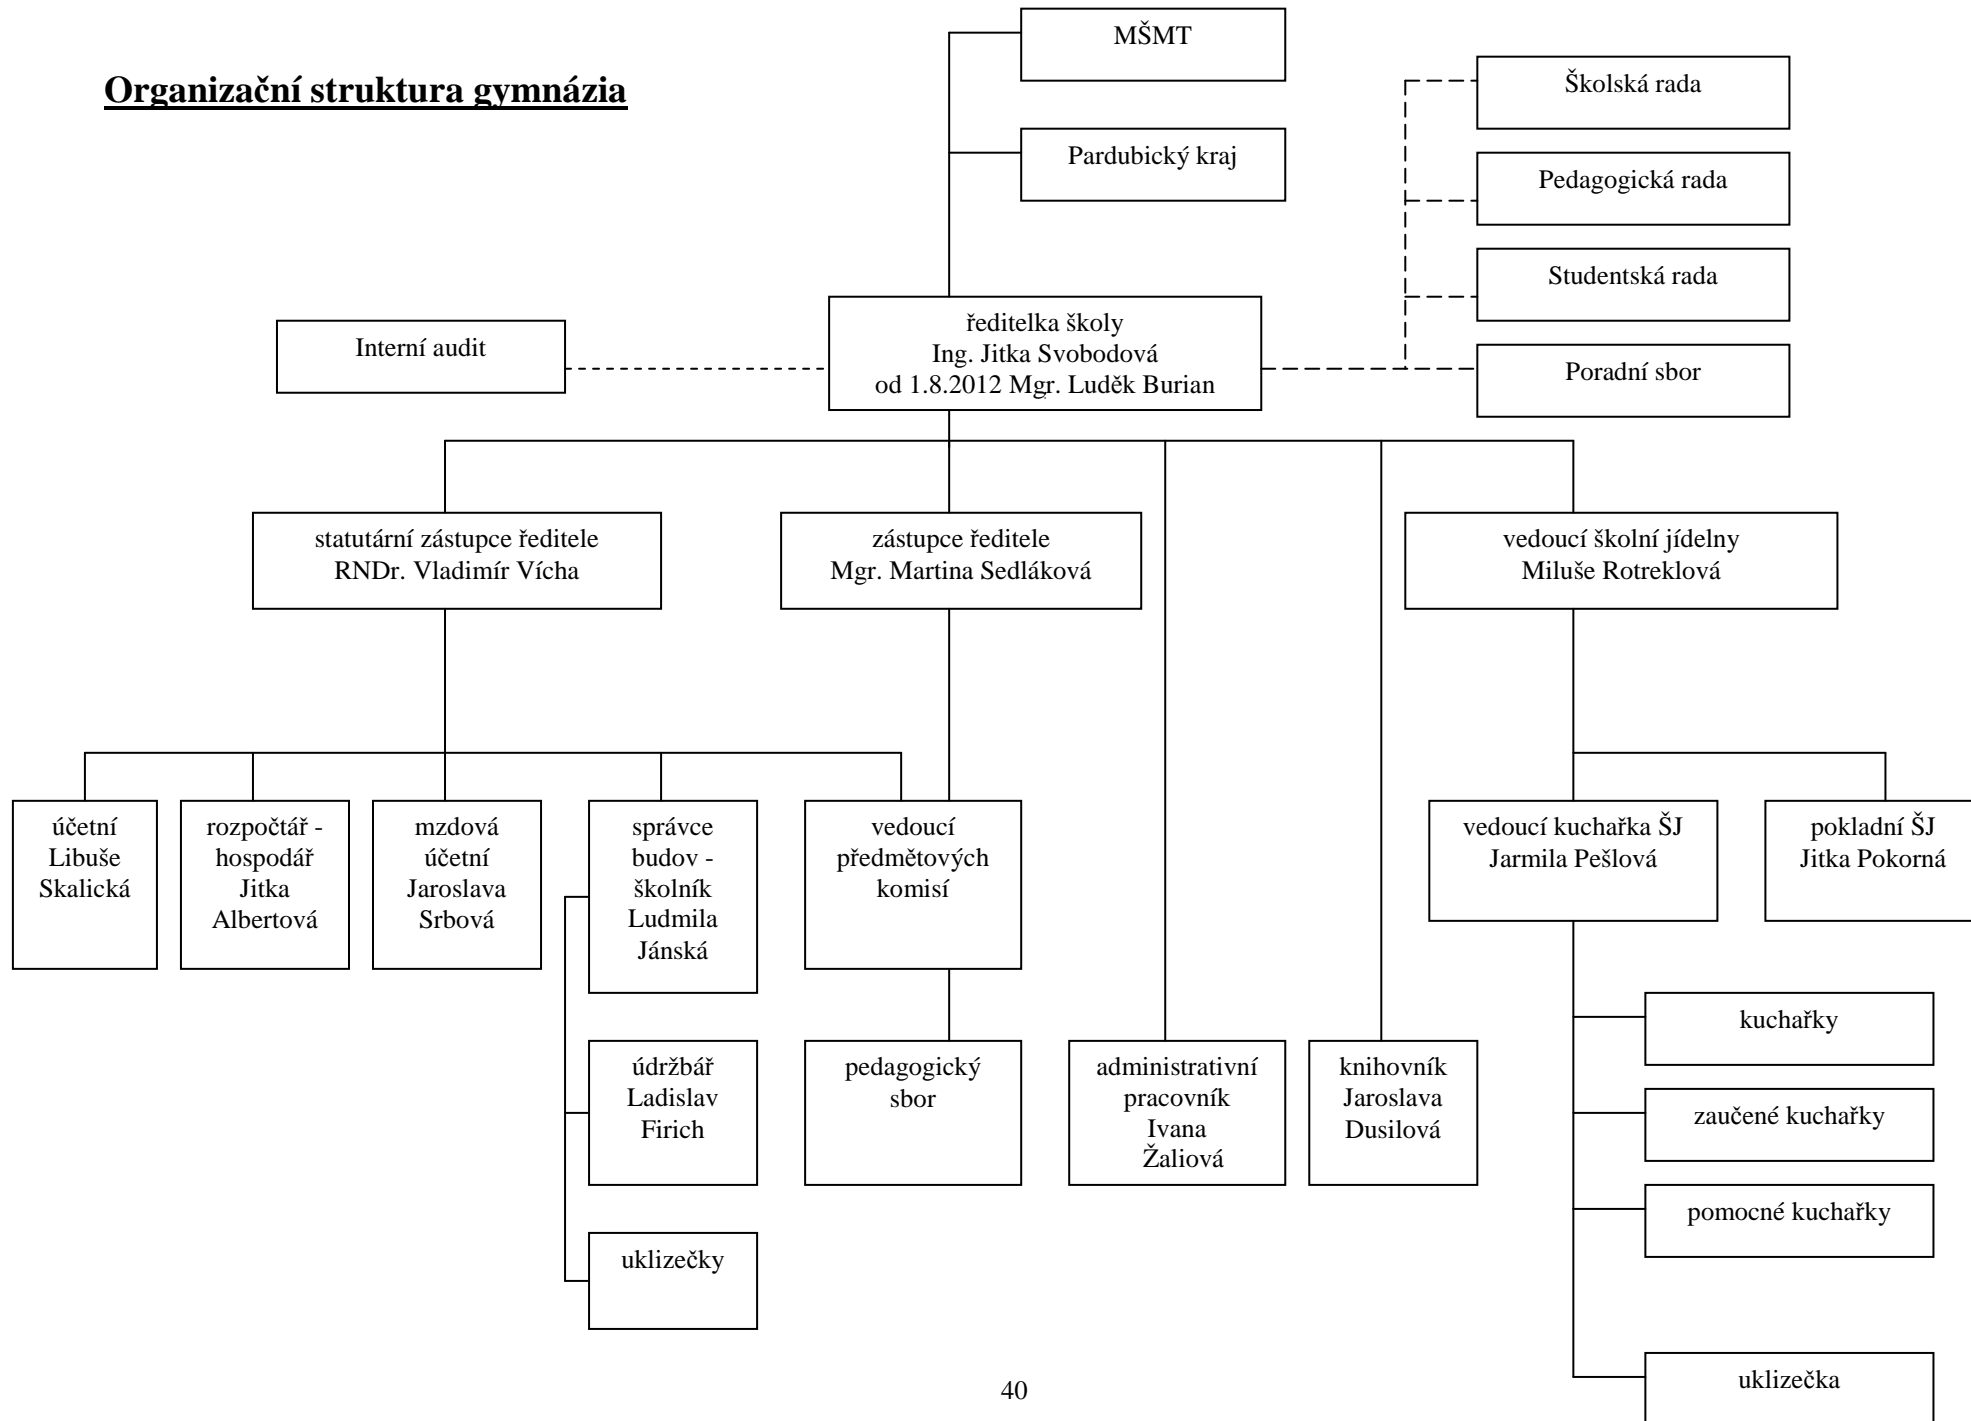 MŠMT
Organizační struktura gymnázia
Školská rada
Pardubický kraj
Pedagogická rada
Studentská rada
Interní audit
ředitelka školy
Ing. Jitka Svobodová
od 1.8.2012 Mgr. Luděk Burian
Poradní sbor
statutární zástupce ředitele
RNDr. Vladimír Vícha
zástupce ředitele
Mgr. Martina Sedláková
vedoucí školní jídelny
Miluše Rotreklová
účetní
Libuše
Skalická
rozpočtář -
hospodář
Jitka
Albertová
mzdová
účetní
Jaroslava
Srbová
správce
budov -
školník
Ludmila
Jánská
vedoucí
předmětových
komisí
vedoucí kuchařka ŠJ
Jarmila Pešlová
pokladní ŠJ
Jitka Pokorná
kuchařky
údržbář
Ladislav
Firich
pedagogický
sbor
administrativní
pracovník
Ivana
Žaliová
knihovník
Jaroslava
Dusilová
zaučené kuchařky
pomocné kuchařky
uklizečky
uklizečka
40